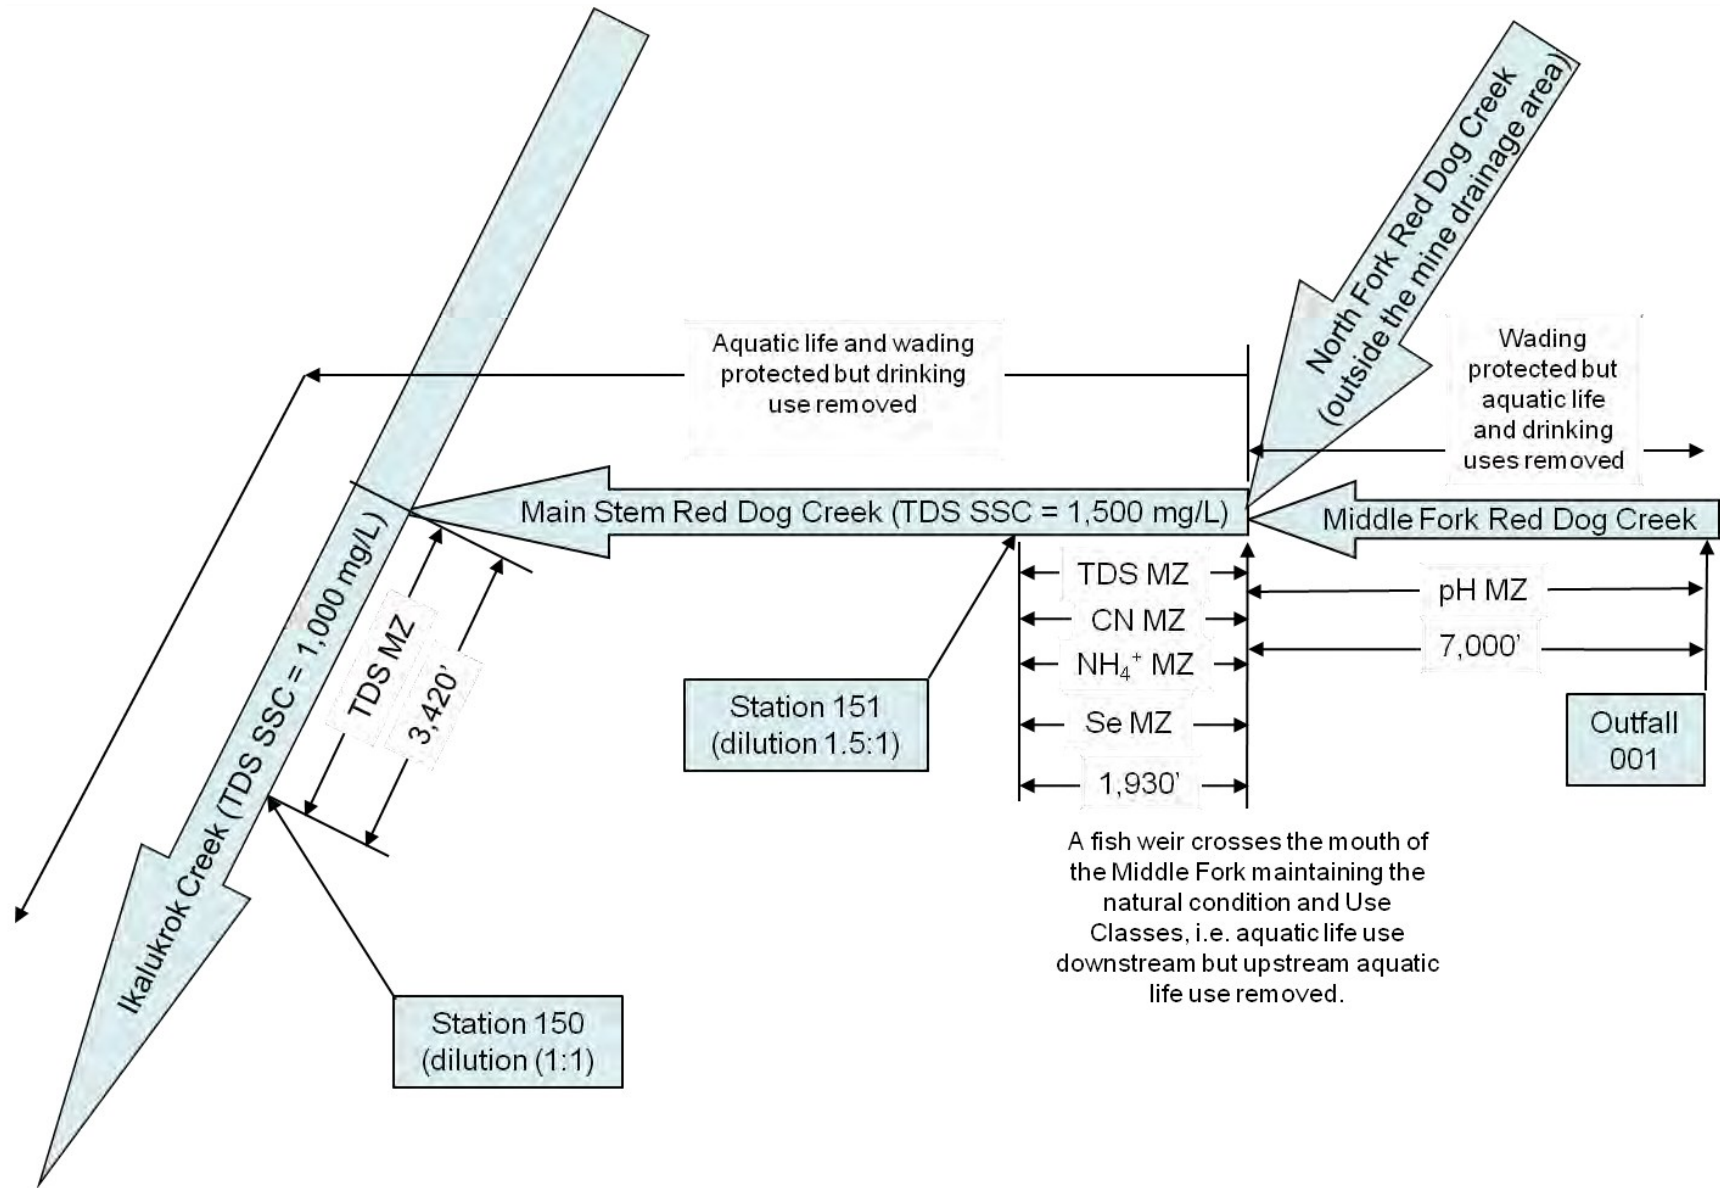 North Fork Red Dog Creek
(outside the mine drainage area)
Aquatic life and wading
protected but drinking
use removed
Wading
protected but
aquatic life
and drinking
uses removed
Main Stem Red Dog Creek (TDS SSC = 1,500 mg/L)
Middle Fork Red Dog Creek
Ikalukrok Creek (TDS SSC = 1,000 mg/L)
TDS MZ
3,420’
TDS MZ
CN MZ
NH₄⁺ MZ
Se MZ
1,930’
pH MZ
7,000’
Station 151
(dilution 1.5:1)
Outfall
001
A fish weir crosses the mouth of
the Middle Fork maintaining the
natural condition and Use
Classes, i.e. aquatic life use
downstream but upstream aquatic
life use removed.
Station 150
(dilution (1:1)